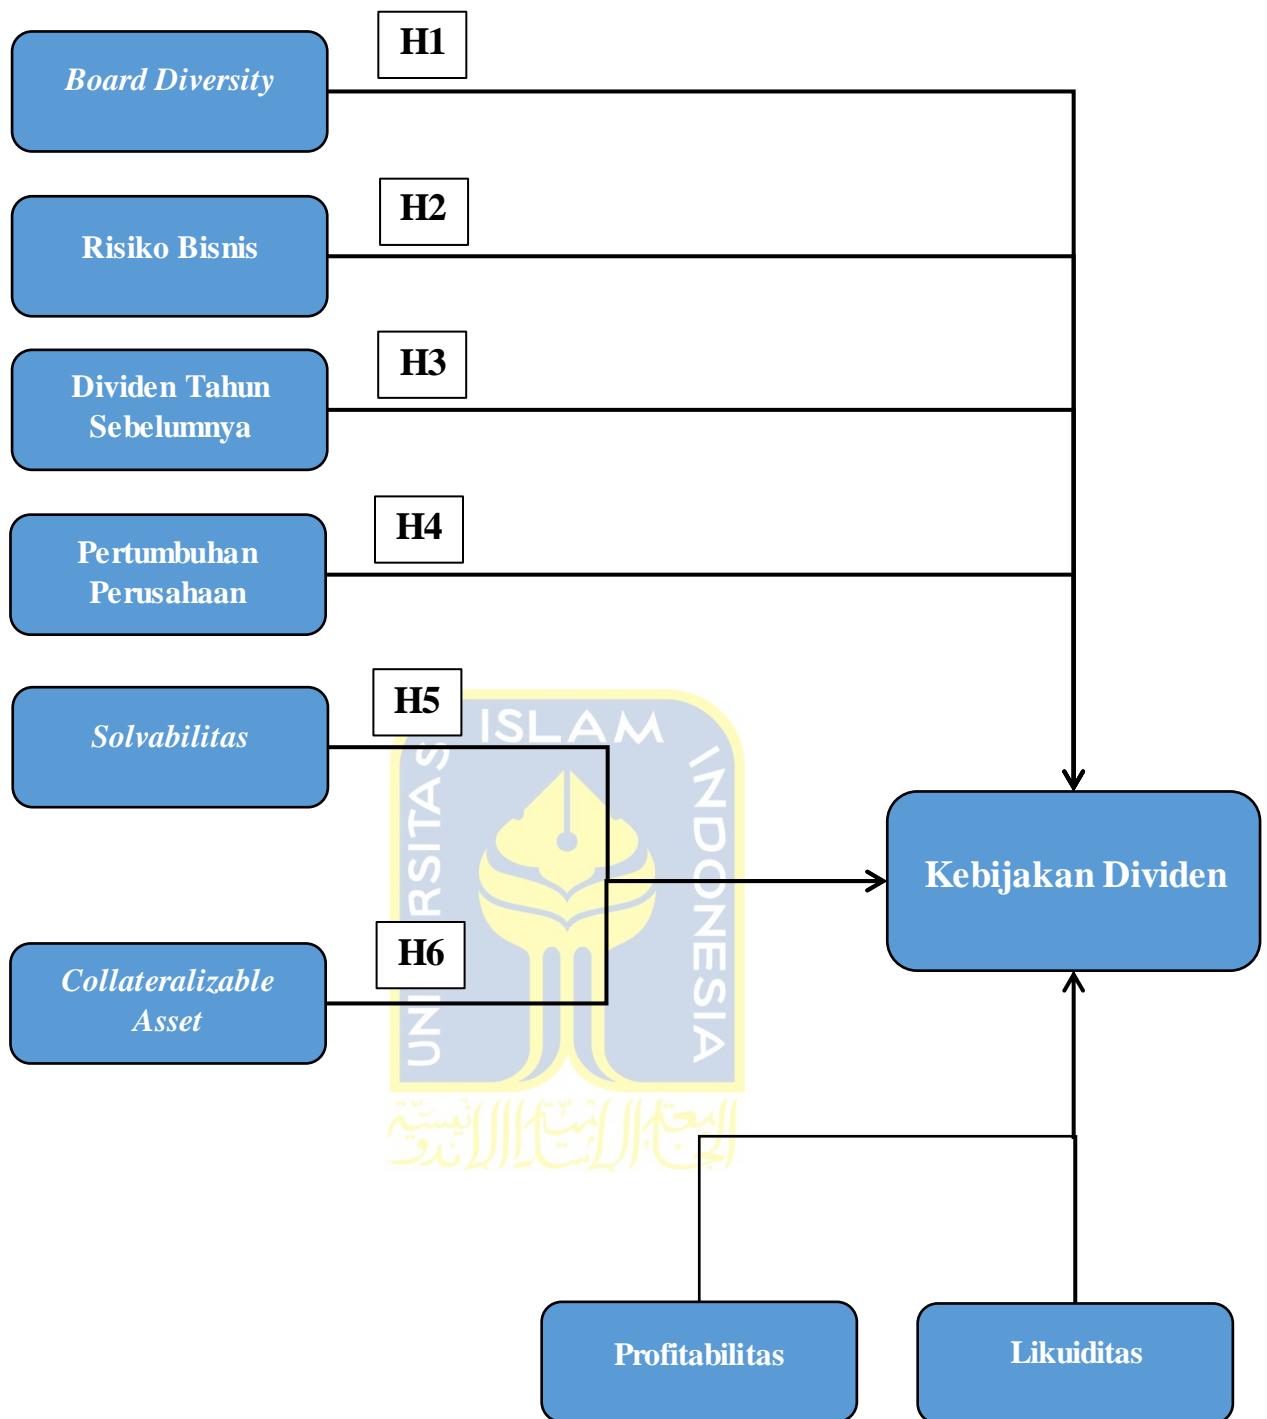 H1
Board Diversity
H2
Risiko Bisnis
H3
Dividen Tahun
Sebelumnya
H4
Pertumbuhan
Perusahaan
H5
Solvabilitas
UNIVERSITAS ISLAM INDONESIA
Kebijakan Dividen
H6
Collateralizable
Asset
Profitabilitas
Likuiditas